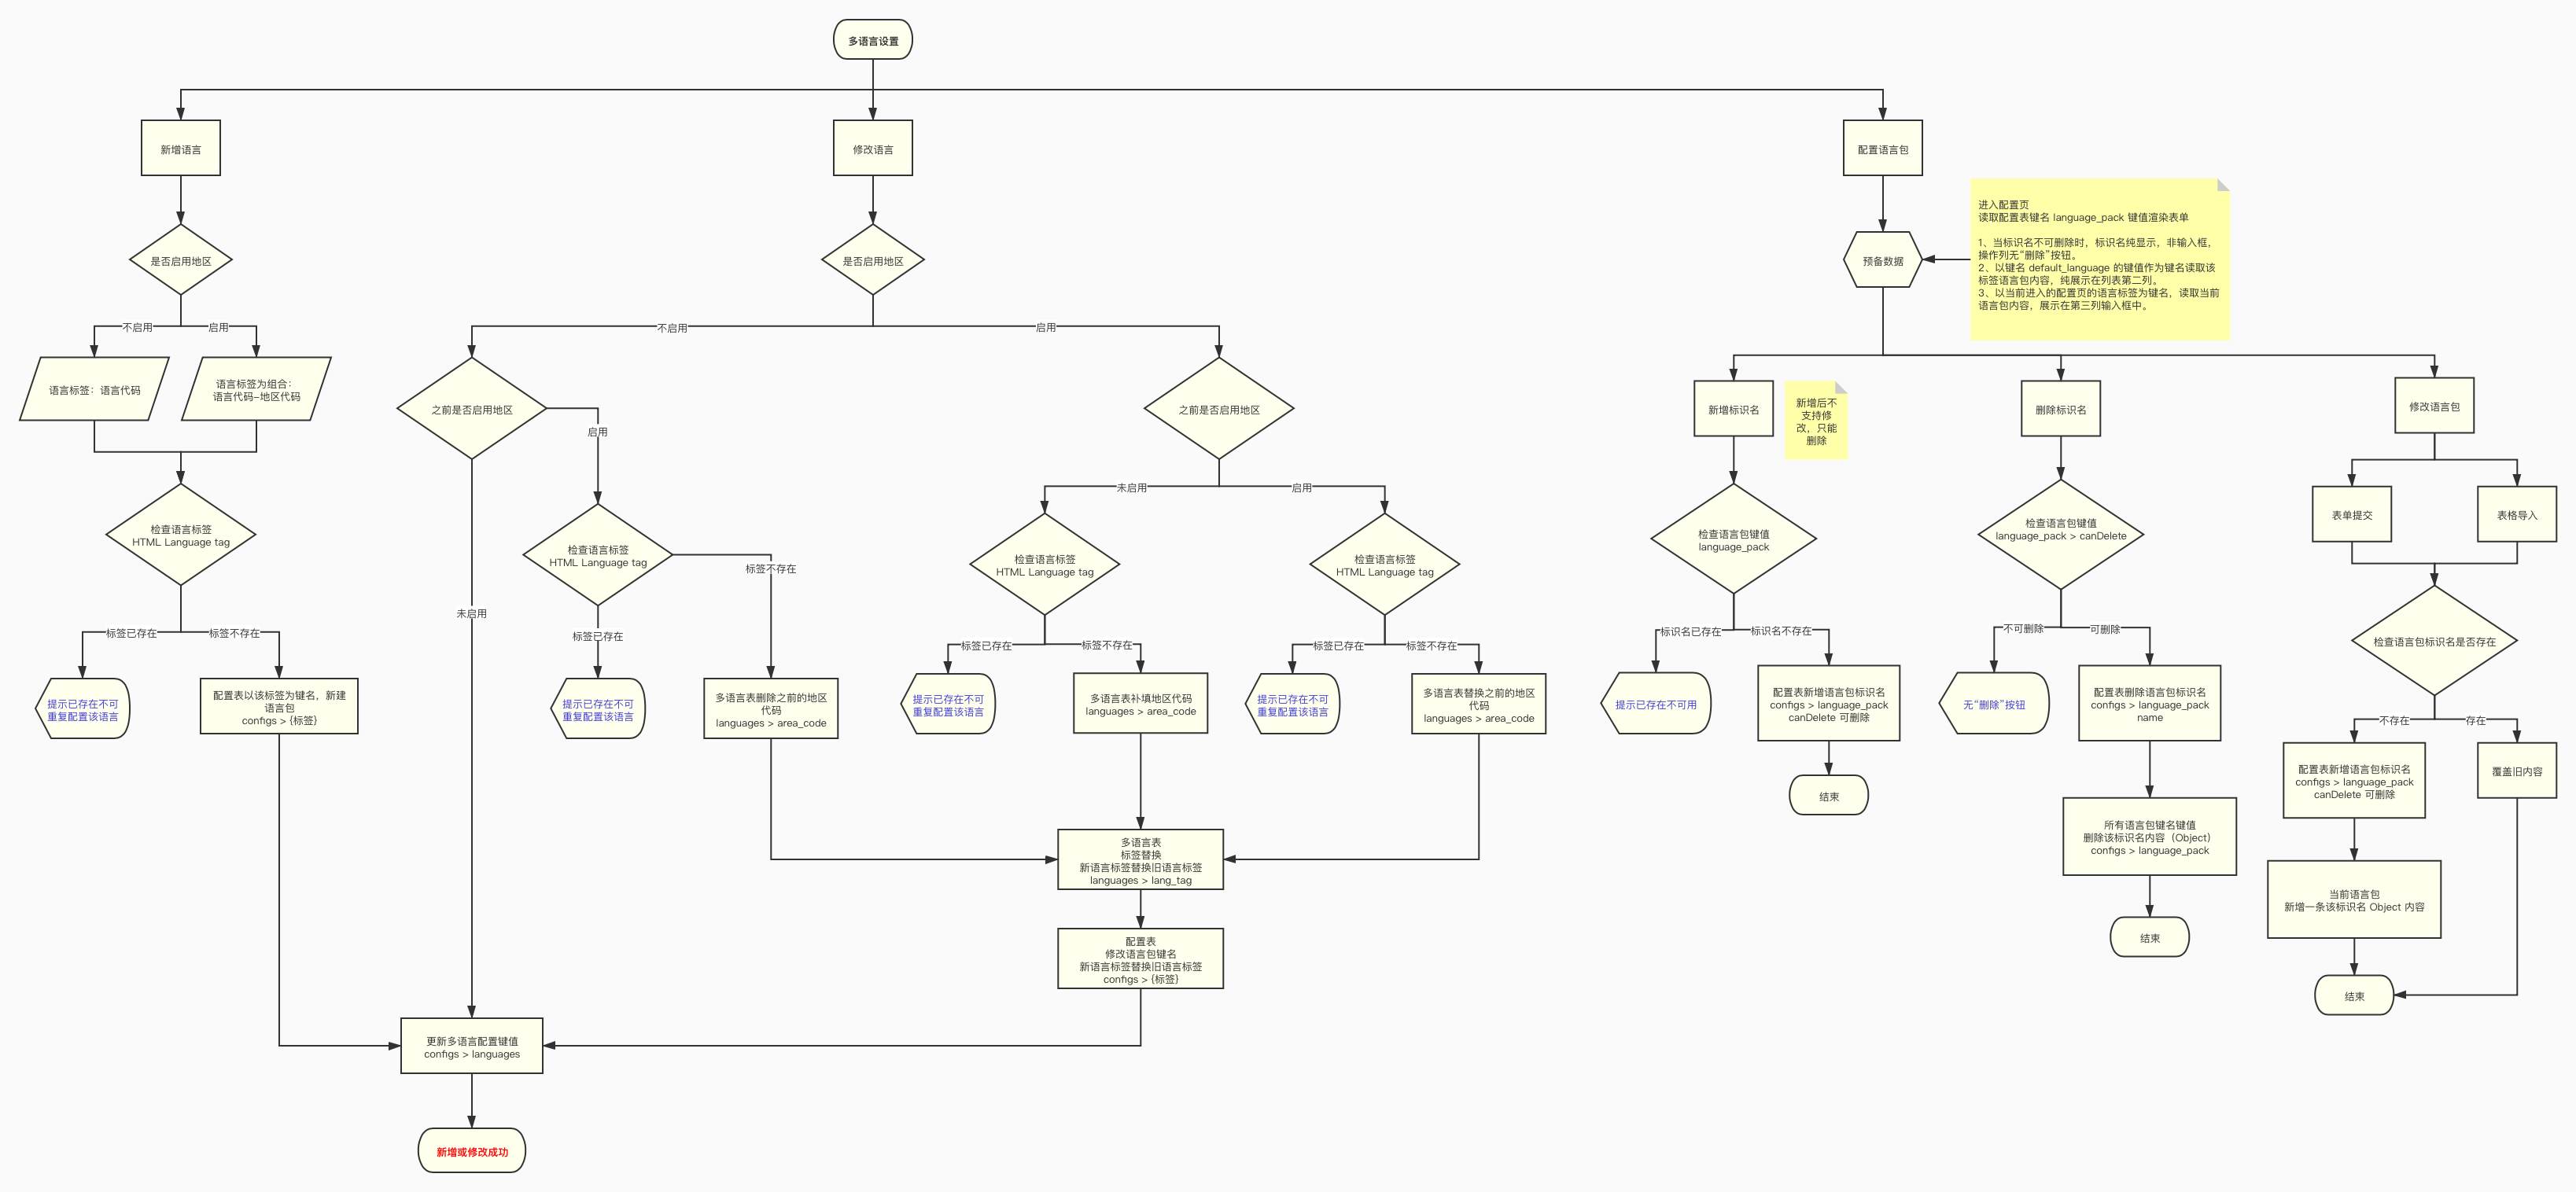 多语言设置
新增语言
修改语言
配置语言包
进入配置页
读取配置表键名 language_pack 键值渲染表单
1、当标识名不可删除时，标识名纯显示，非输入框，
操作列无“删除”按钮。
2、以键名 default_language 的键值作为键名读取该
标签语言包内容，纯展示在列表第二列。
3、以当前进入的配置页的语言标签为键名，读取当前
语言包内容，展示在第三列输入框中。
是否启用地区
是否启用地区
预备数据
不启用
启用
不启用
启用
语言标签：语言代码
语言标签为组合：
语言代码-地区代码
之前是否启用地区
之前是否启用地区
新增标识名
新增后不
支持修
改，只能
删除
删除标识名
修改语言包
启用
未启用
启用
检查语言标签
HTML Language tag
检查语言标签
HTML Language tag
检查语言标签
HTML Language tag
检查语言标签
HTML Language tag
检查语言包键值
language_pack
检查语言包键值
language_pack > canDelete
表单提交
表格导入
标签不存在
未启用
标签已存在
标签不存在
标签已存在
标签已存在
标签不存在
标签已存在
标签不存在
标识名已存在
标识名不存在
不可删除
可删除
检查语言包标识名是否存在
提示已存在不可
重复配置该语言
配置表以该标签为键名，新建
语言包
configs > {标签}
提示已存在不可
重复配置该语言
多语言表删除之前的地区
代码
languages > area_code
提示已存在不可
重复配置该语言
多语言表补填地区代码
languages > area_code
提示已存在不可
重复配置该语言
多语言表替换之前的地区
代码
languages > area_code
提示已存在不可用
配置表新增语言包标识名
configs > language_pack
canDelete 可删除
无“删除”按钮
配置表删除语言包标识名
configs > language_pack
name
不存在
存在
配置表新增语言包标识名
configs > language_pack
canDelete 可删除
覆盖旧内容
结束
所有语言包键名键值
删除该标识名内容（Object）
configs > language_pack
多语言表
标签替换
新语言标签替换旧语言标签
languages > lang_tag
当前语言包
新增一条该标识名 Object 内容
结束
配置表
修改语言包键名
新语言标签替换旧语言标签
configs > {标签}
结束
更新多语言配置键值
configs > languages
新增或修改成功